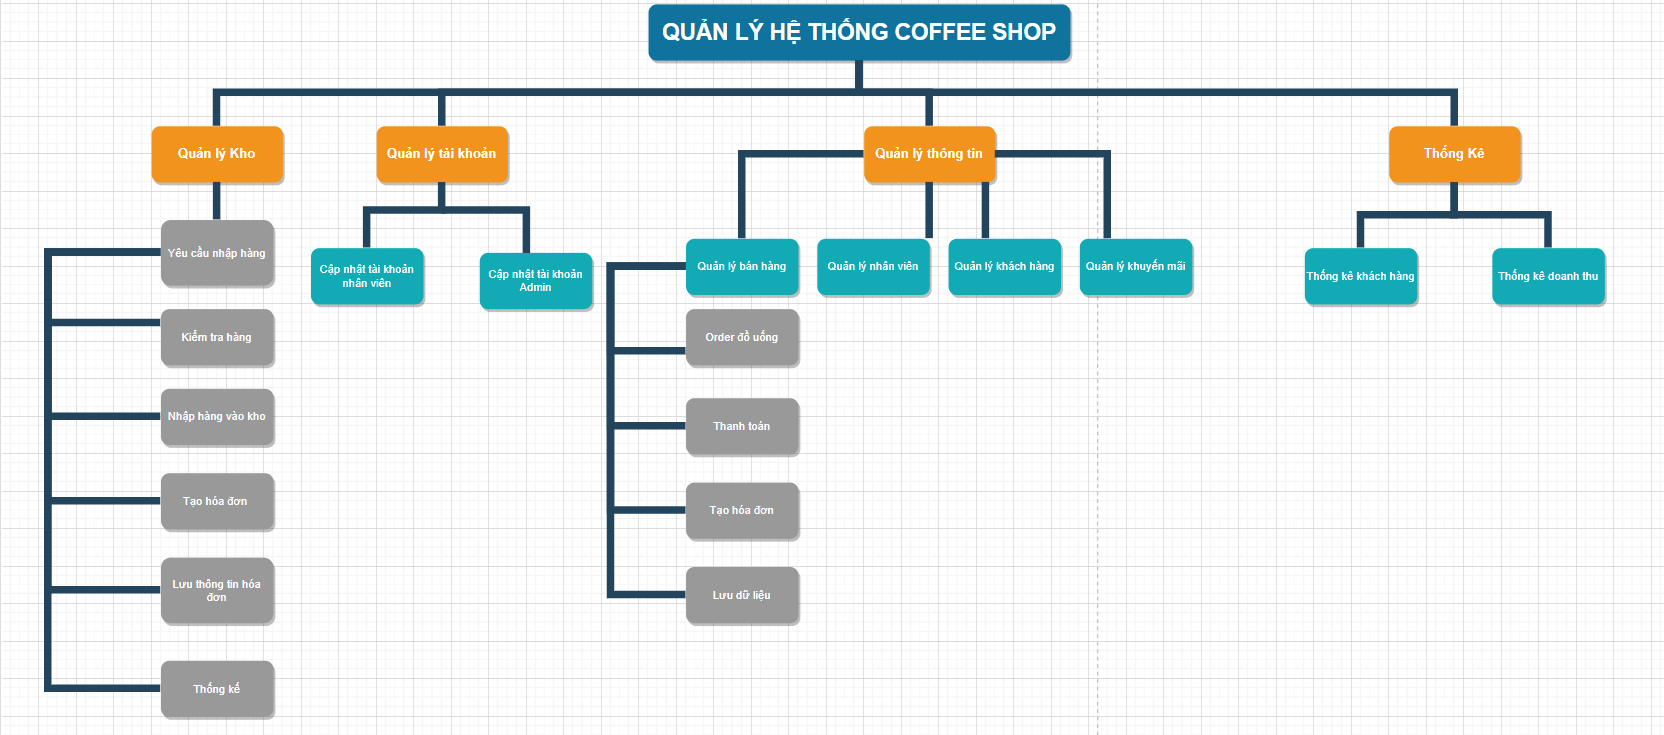 QUẢN LÝ HỆ THỐNG COFFEE SHOP
Quản lý Kho
Quản lý tài khoản
Quản lý thông tin
Thống Kê
Yêu cầu nhập hàng
Kiểm tra hàng
Nhập hàng vào kho
Tạo hóa đơn
Lưu thông tin hóa
đơn
Thống kế
Cập nhật tài khoản
nhân viên
Cập nhật tài khoản
Admin
Quản lý bán hàng
Quản lý nhân viên
Quản lý khách hàng
Quản lý khuyến mãi
Order đồ uống
Thanh toán
Tạo hóa đơn
Lưu dữ liệu
Thống kê khách hàng
Thống kê doanh thu